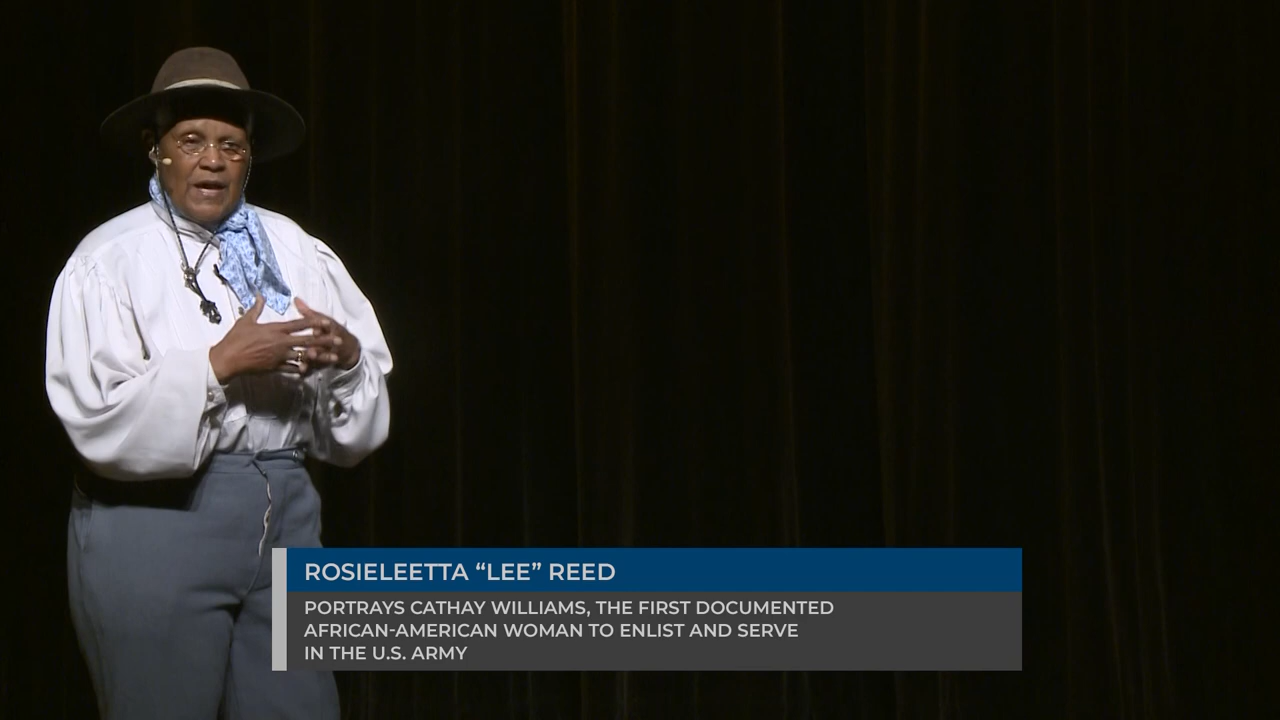 ROSIELEETTA “LEE” REED
PORTRAYS CATHAY WILLIAMS, THE FIRST DOCUMENTED
AFRICAN-AMERICAN WOMAN TO ENLIST AND SERVE
IN THE U.S. ARMY